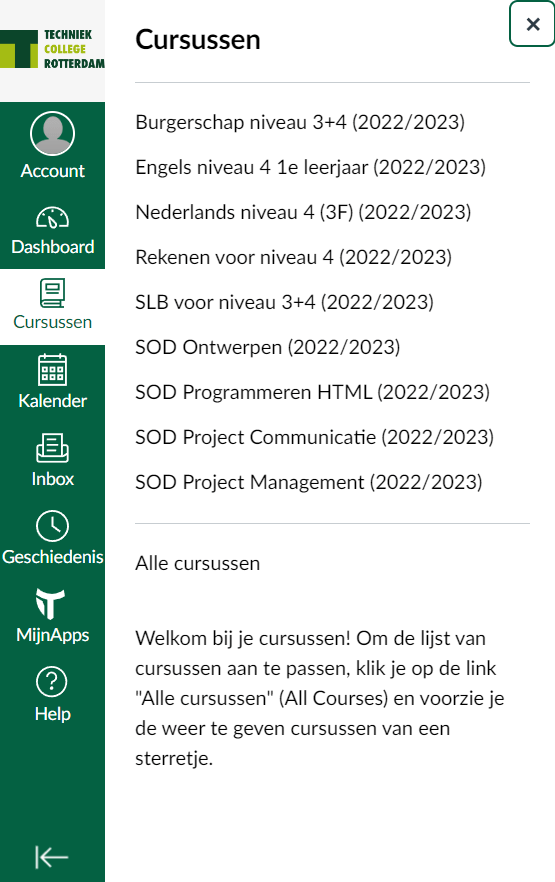 TECHNIEK
COLLEGE
ROTTERDAM
Account
Dashboard
Cursussen
Kalender
Inbox
Geschiedenis
MijnApps
Help
Cursussen
Burgerschap niveau 3+4 (2022/2023)
Engels niveau 4 1e leerjaar (2022/2023)
Nederlands niveau 4 (3F) (2022/2023)
Rekenen voor niveau 4 (2022/2023)
SLB voor niveau 3+4 (2022/2023)
SOD Ontwerpen (2022/2023)
SOD Programmeren HTML (2022/2023)
SOD Project Communicatie (2022/2023)
SOD Project Management (2022/2023)
Alle cursussen
Welkom bij je cursussen! Om de lijst van
cursussen aan te passen, klik je op de link
"Alle cursussen" (All Courses) en voorzie je
de weer te geven cursussen van een
sterretje.